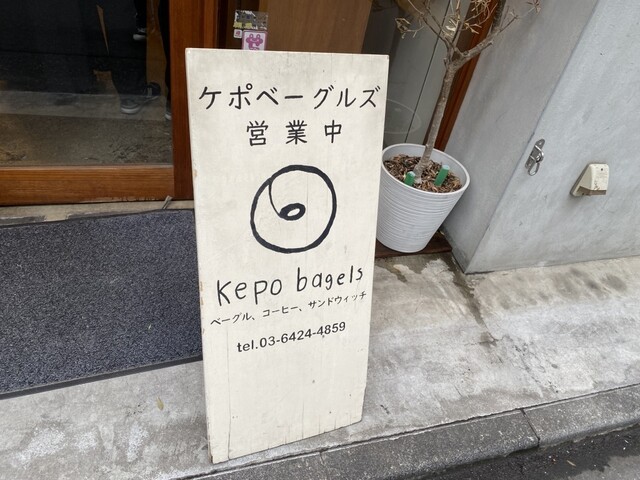 ケポベーグルズ
営業中
kepo bagels
ベーグル、コーヒー、サンドウィッチ
tel.03-6424-4859